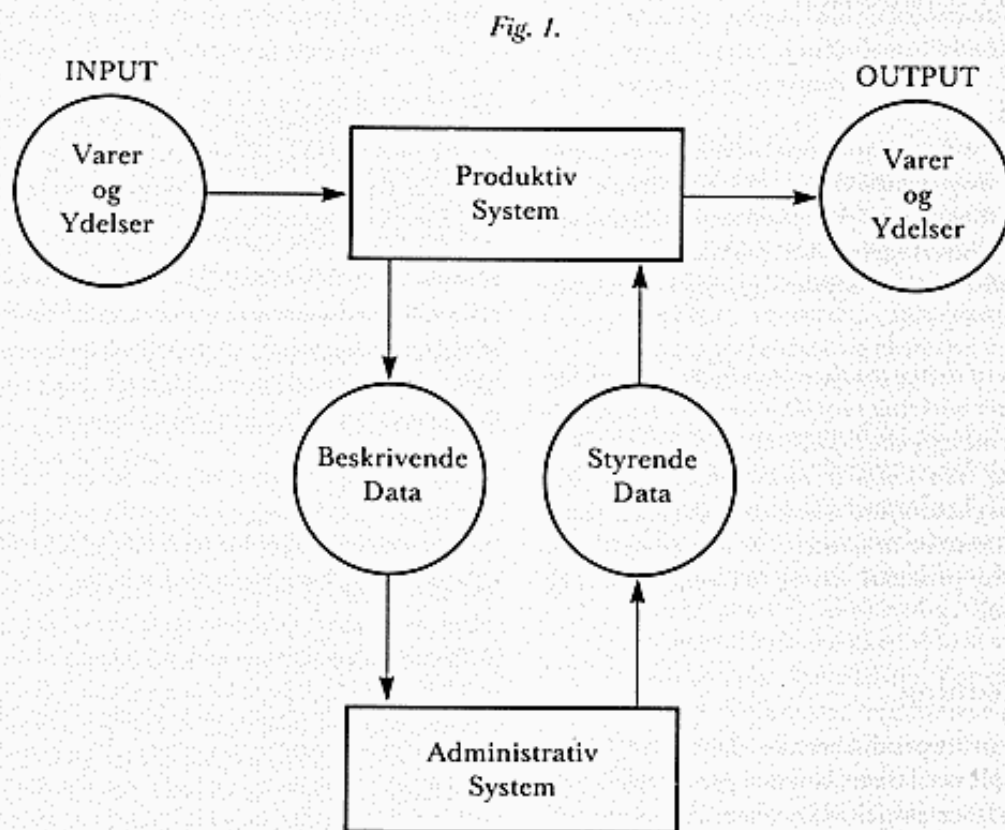 Fig. 1.
INPUT
OUTPUT
Varer
og
Ydelser
Produktiv
System
Varer
og
Ydelser
Beskrivende
Data
Styrende
Data
Administrativ
System